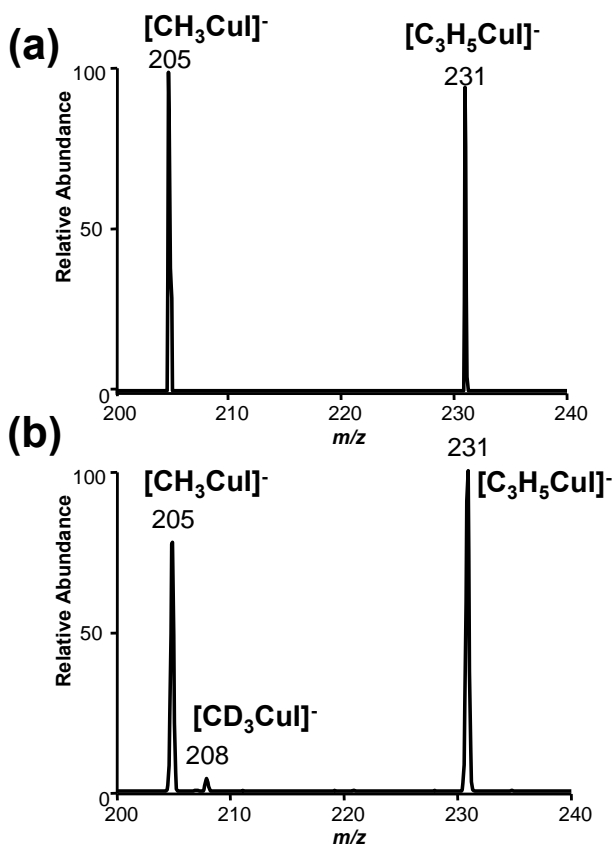 (a)
[CH₃CuI]⁻
205
[C₃H₅CuI]⁻
231
100
50
0
Relative Abundance
200
210
220
230
240
m/z
(b)
[CH₃CuI]⁻
205
[CD₃CuI]⁻
208
231
[C₃H₅CuI]⁻
100
50
0
Relative Abundance
200
210
220
230
240
m/z